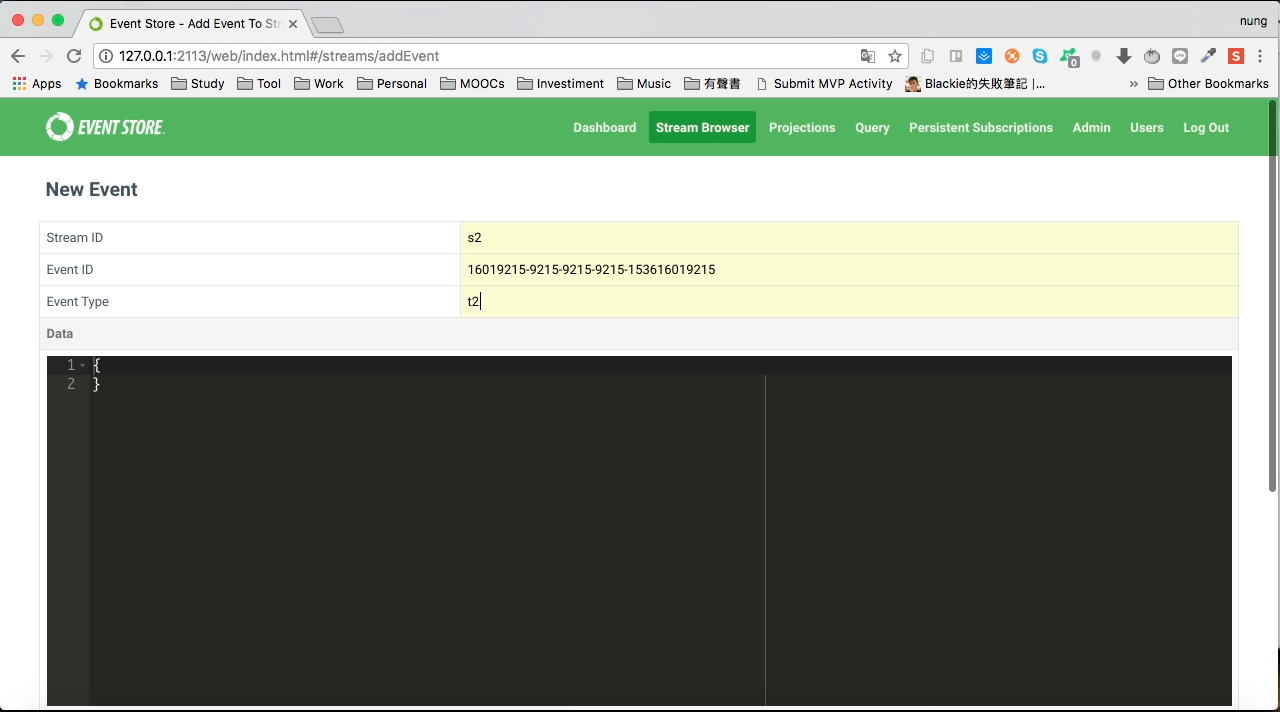 Event Store - Add Event To Str
nung
127.0.0.1:2113/web/index.html#/streams/addEvent
0
S
Apps Bookmarks Study Tool Work Personal MOOCs Investiment Music 有聲書 Submit MVP Activity Blackie的失敗筆記 |... » Other Bookmarks
EVENT STORE.
Dashboard Stream Browser Projections Query Persistent Subscriptions Admin Users Log Out
New Event
Stream ID s2
Event ID 16019215-9215-9215-9215-153616019215
Event Type t2
Data
1 {
2 }